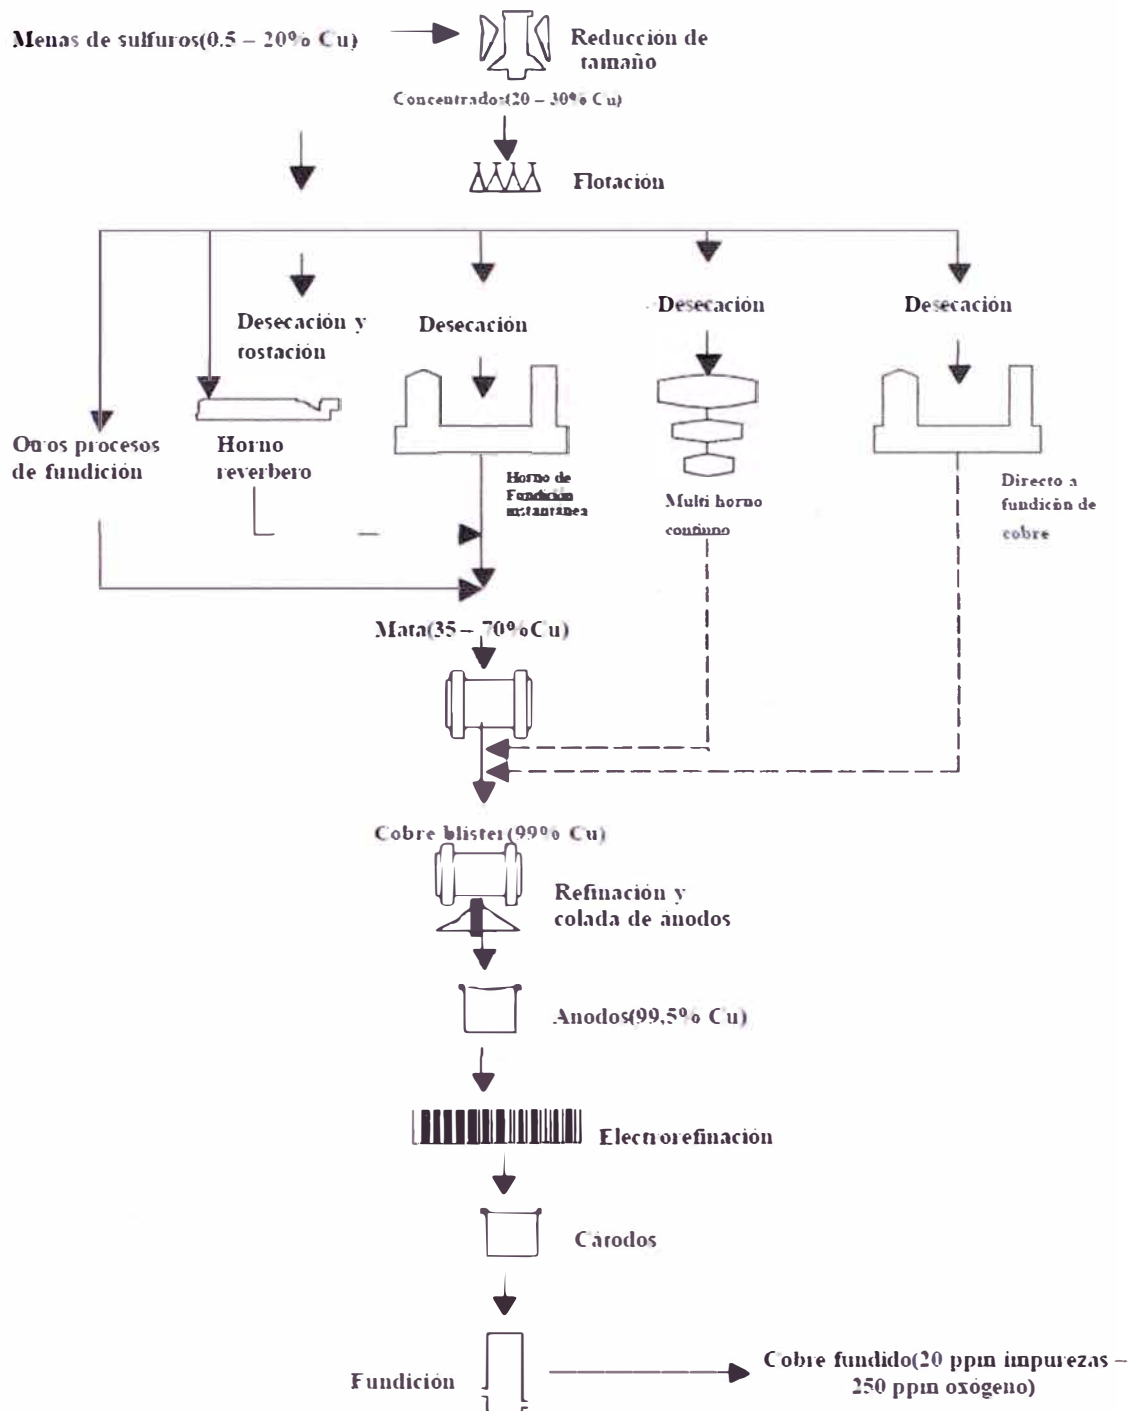 Menas de sulfuros(0.5 – 20% Cu)
Reducción de
tamaño
Concentrados(20 – 30% Cu)
Flotación
Desecación y
tostación
Desecación
Desecación
Desecación
Otros procesos
de fundición
Horno
reverbero
Horno de
Fundición
instantánea
Multi horno
continuo
Directo a
fundición de
cobre
Mata(35 – 70%Cu)
Cobre blister(99% Cu)
Refinación y
colada de ánodos
Anodos(99,5% Cu)
Electrorefinación
Cátodos
Fundición
Cobre fundido(20 ppm impurezas –
250 ppm oxógeno)